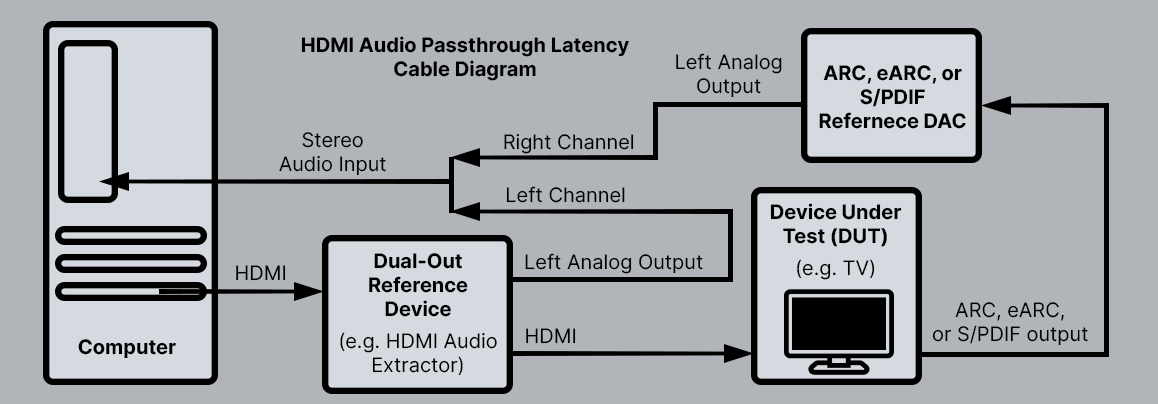 HDMI Audio Passthrough Latency
Cable Diagram
Left Analog
Output
ARC, eARC, or
S/PDIF
Refernece DAC
Stereo
Audio Input
Right Channel
Left Channel
Device Under
Test (DUT)
(e.g. TV)
HDMI
Dual-Out
Reference
Device
(e.g. HDMI Audio
Extractor)
Left Analog Output
HDMI
ARC, eARC,
or S/PDIF output
Computer